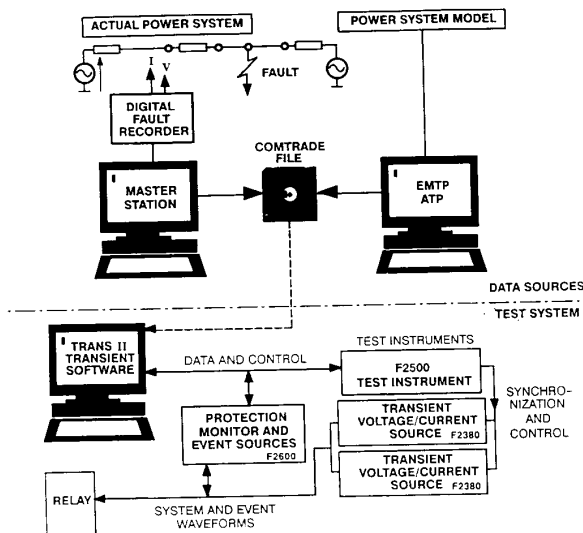 ACTUAL POWER SYSTEM
POWER SYSTEM MODEL
I
V
FAULT
DIGITAL
FAULT
RECORDER
COMTRADE
FILE
MASTER
STATION
EMTP
ATP
DATA SOURCES
TEST SYSTEM
TRANS II
TRANSIENT
SOFTWARE
DATA AND CONTROL
TEST INSTRUMENTS
F2500
TEST INSTRUMENT
SYNCHRO-
NIZATION
AND
CONTROL
PROTECTION
MONITOR AND
EVENT SOURCES
F2600
TRANSIENT
VOLTAGE/CURRENT
SOURCE F2380
TRANSIENT
VOLTAGE/CURRENT
SOURCE F2380
RELAY
SYSTEM AND EVENT
WAVEFORMS